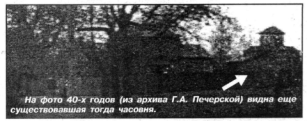 На фото 40-х годов (из архива Г.А. Печерской) видна еще
существовавшая тогда часовня.